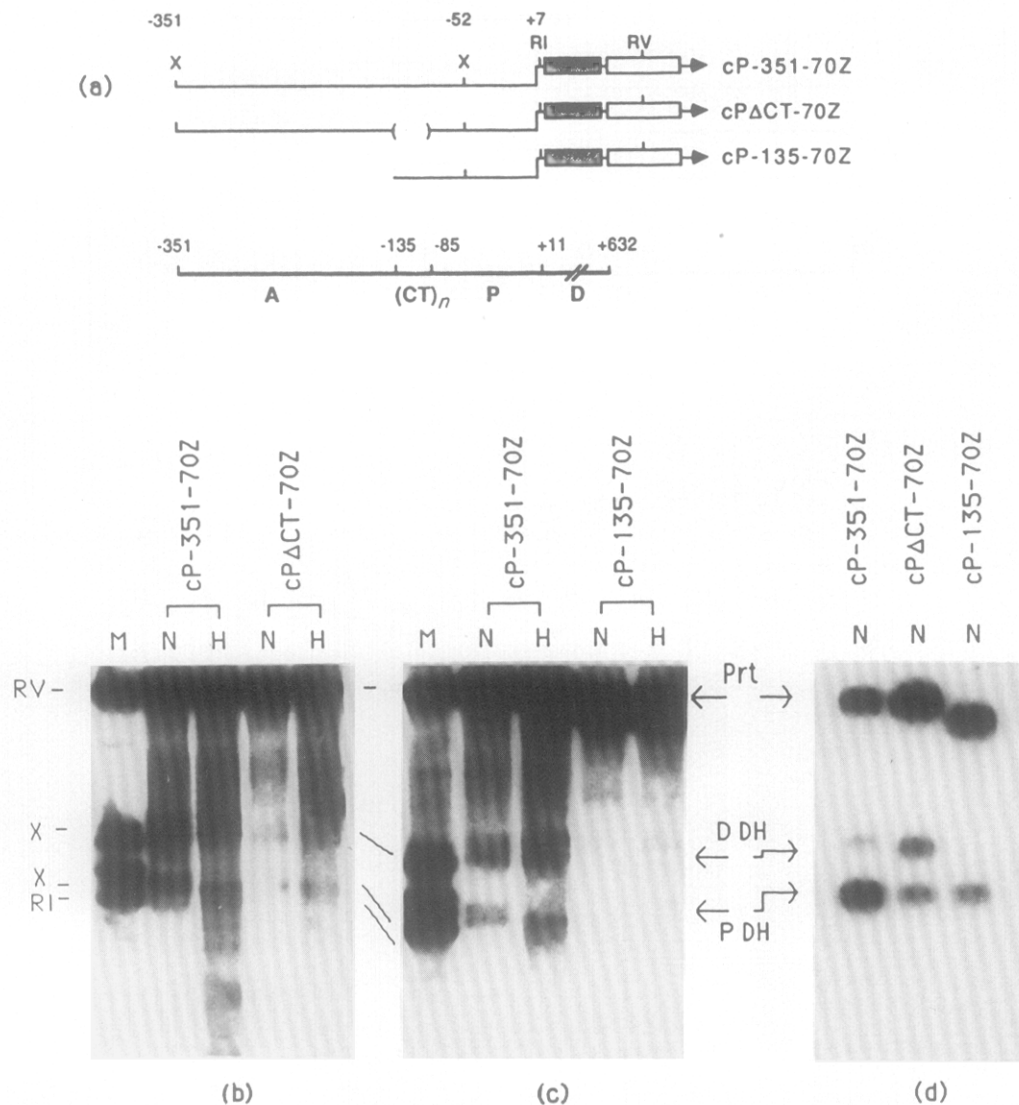 -351 -52 +7
RI RV
X X
(a)
cP-351-70Z
cPΔCT-70Z
cP-135-70Z
-351 -135 -85 +11 +632
A (CT)n P D
cP-351-70Z cPΔCT-70Z
M N H N H
RV
X
X
RI
(b)
cP-351-70Z cP-135-70Z
M N H N H
(c)
Prt
D DH
P DH
cP-351-70Z cPΔCT-70Z cP-135-70Z
N N N
(d)